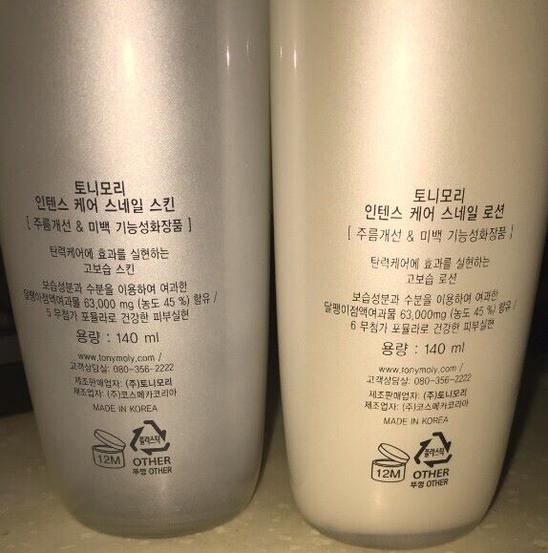 토니모리
인텐스 케어 스네일 스킨
[ 주름개선 & 미백 기능성화장품 ]
탄력케어에 효과를 실현하는
고보습 스킨
보습성과 수분을 이용하여 여과한
달팽이점액여과물 63,000 mg (농도 45 %) 함유 /
5 무첨가 포뮬라로 건강한 피부실현
용량 : 140 ml
www.tonymoly.com /
고객상담실: 080-356-2222
제조판매업자: (주)토니모리
제조업자: (주)코스메카코리아
MADE IN KOREA
12M
플라스틱
OTHER
뚜껑 OTHER
토니모리
인텐스 케어 스네일 로션
[ 주름개선 & 미백 기능성화장품 ]
탄력케어에 효과를 실현하는
고보습 로션
보습성과 수분을 이용하여 여과한
달팽이점액여과물 63,000 mg (농도 45 %) 함유 /
6 무첨가 포뮬라로 건강한 피부실현
용량 : 140 ml
www.tonymoly.com /
고객상담실: 080-356-2222
제조판매업자: (주)토니모리
제조업자: (주)코스메카코리아
MADE IN KOREA
12M
플라스틱
OTHER
뚜껑 OTHER